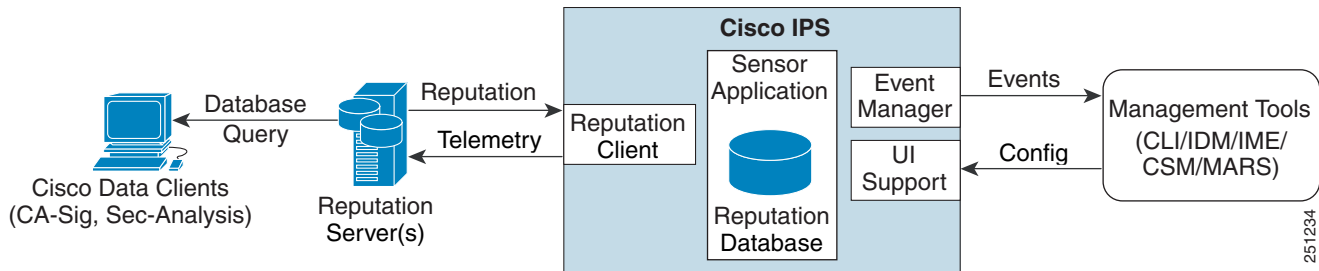 Cisco IPS
Database
Query
Cisco Data Clients
(CA-Sig, Sec-Analysis)
Reputation
Telemetry
Reputation
Server(s)
Reputation
Client
Sensor
Application
Reputation
Database
Event
Manager
UI
Support
Events
Config
Management Tools
(CLI/IDM/IME/
CSM/MARS)
251234